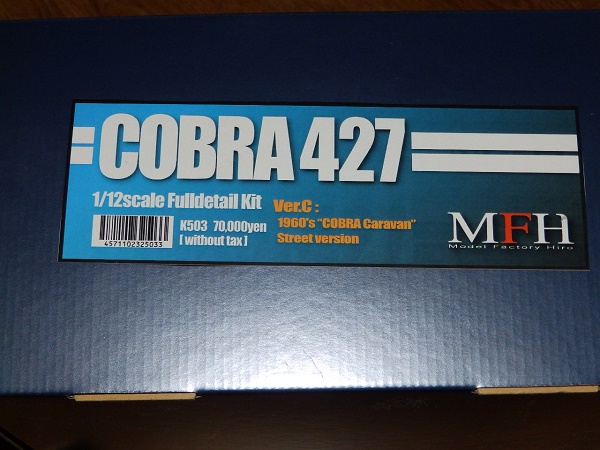 COBRA 427
1/12scale Fulldetail Kit
K503 70,000yen
[without tax]
4571102325033
Ver.C :
1960's "COBRA Caravan"
Street version
MFH
Model Factory Hiro